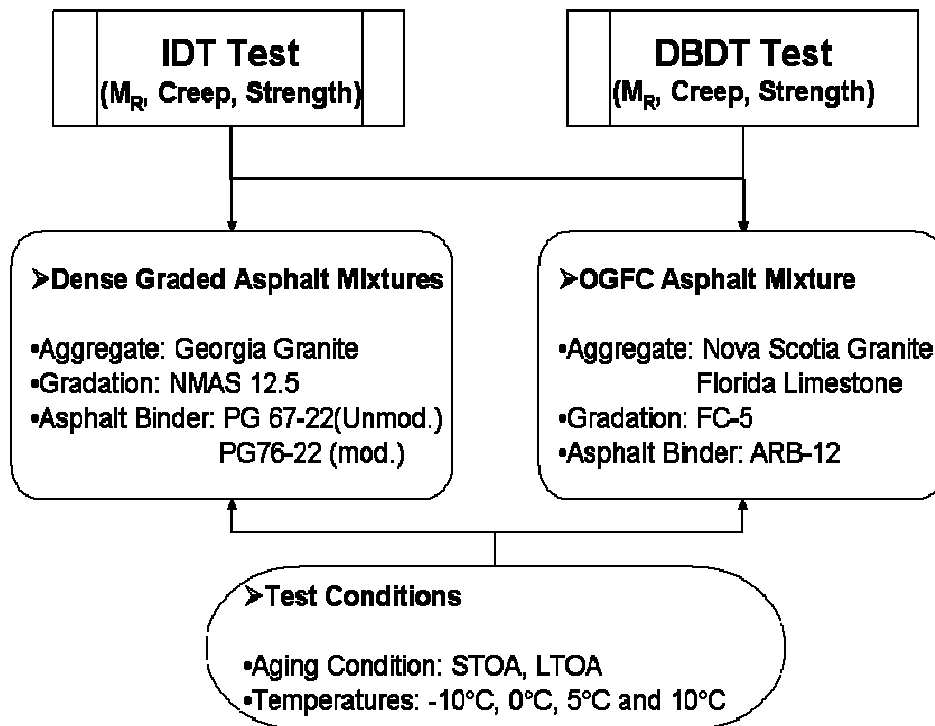 IDT Test
(MR, Creep, Strength)
DBDT Test
(MR, Creep, Strength)
➢Dense Graded Asphalt Mixtures
•Aggregate: Georgia Granite
•Gradation: NMAS 12.5
•Asphalt Binder: PG 67-22(Unmod.)
PG76-22 (mod.)
➢OGFC Asphalt Mixture
•Aggregate: Nova Scotia Granite
Florida Limestone
•Gradation: FC-5
•Asphalt Binder: ARB-12
➢Test Conditions
•Aging Condition: STOA, LTOA
•Temperatures: -10°C, 0°C, 5°C and 10°C